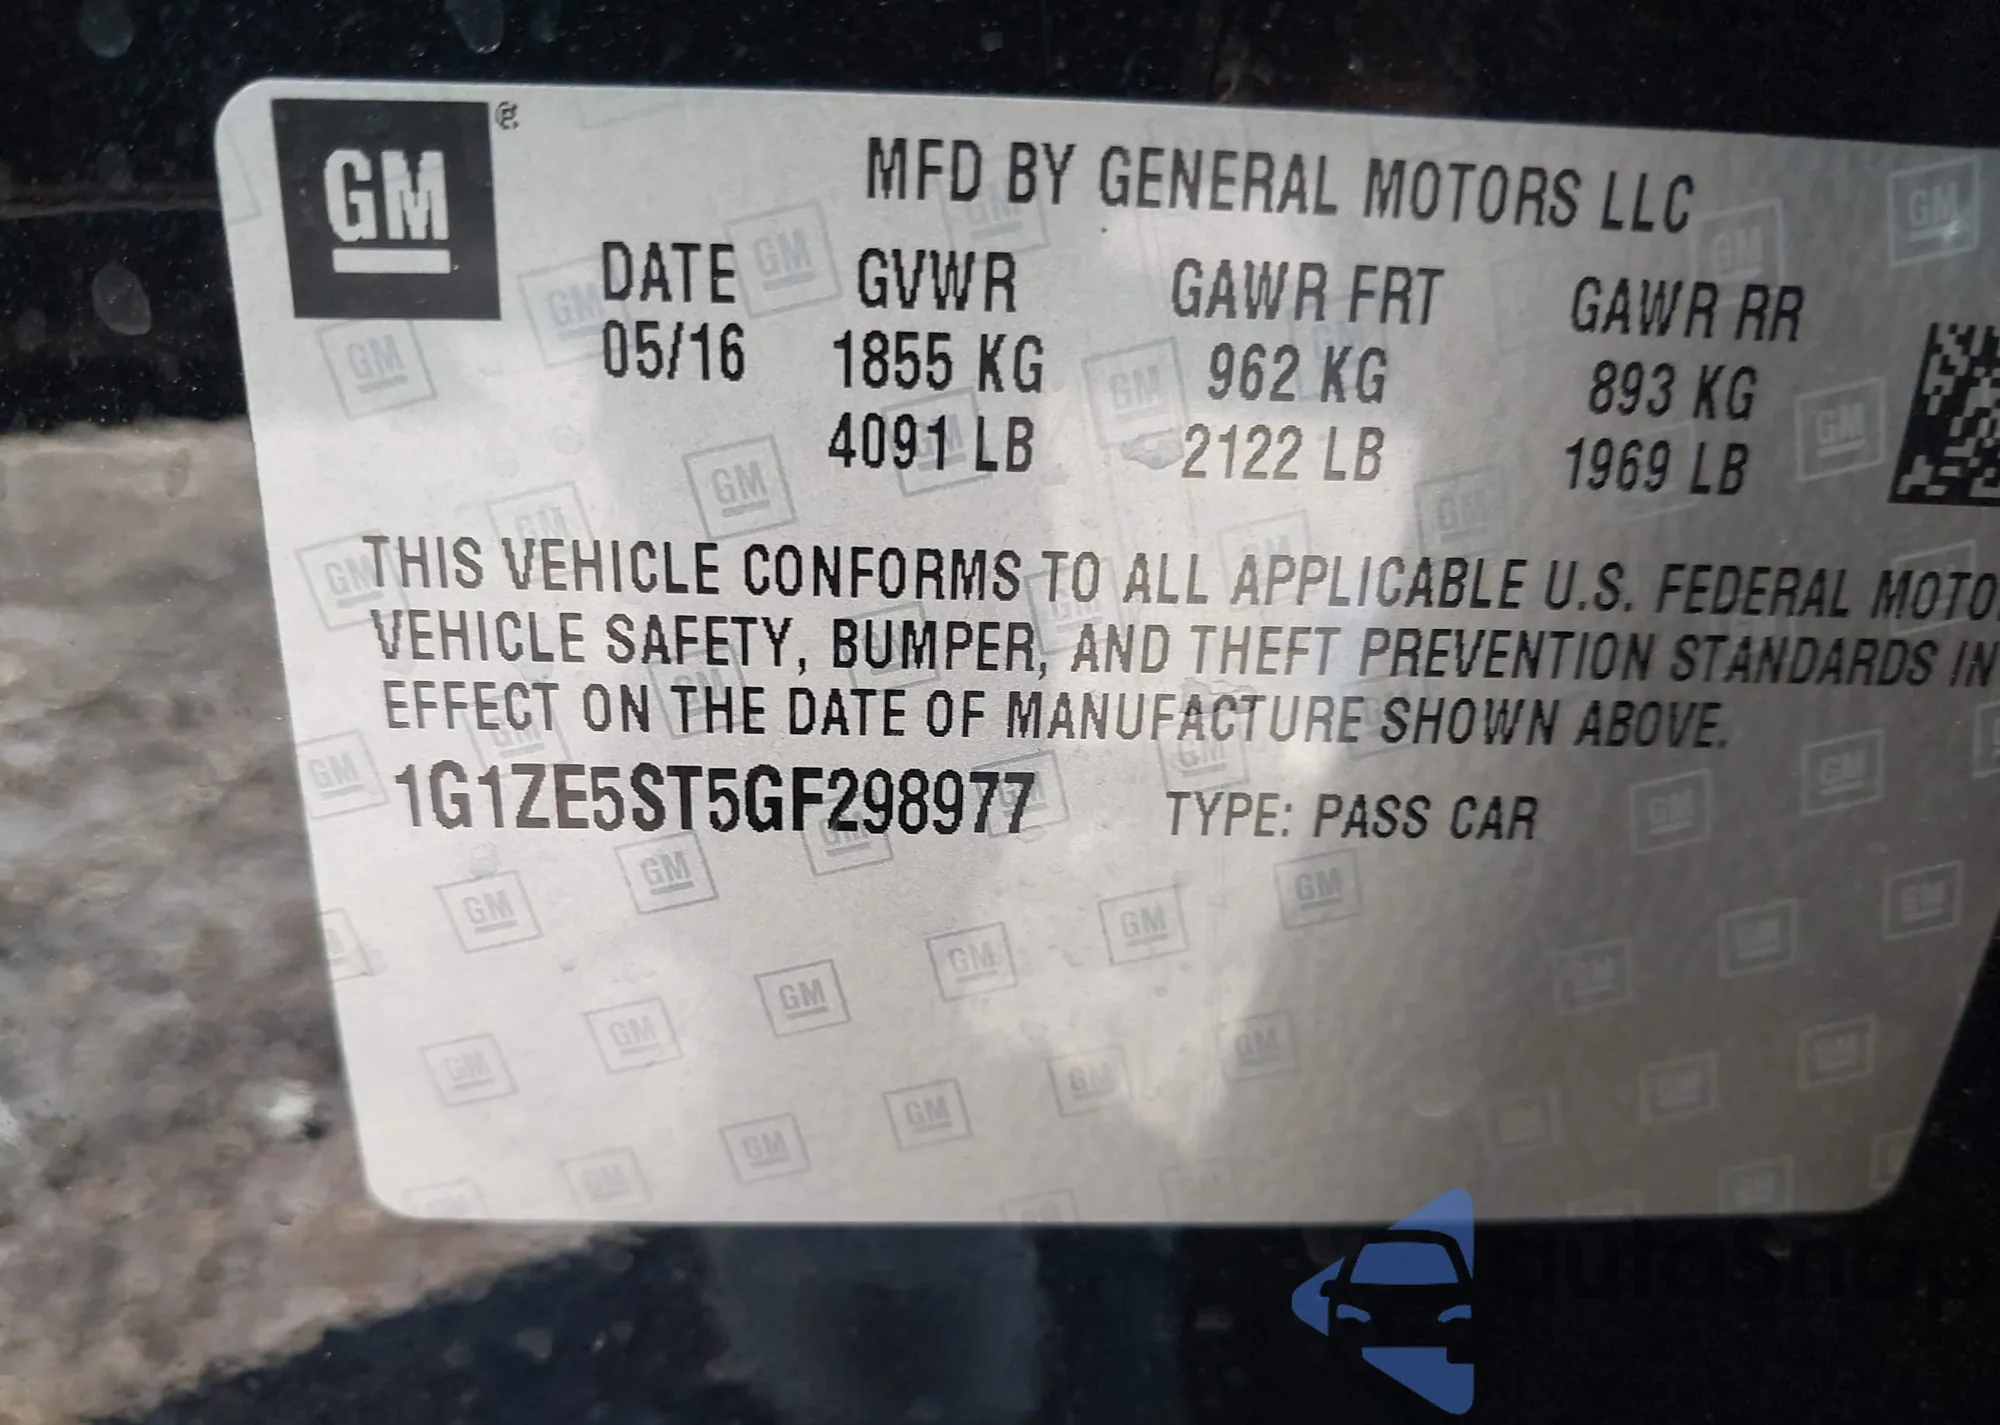 GM
MFD BY GENERAL MOTORS LLC
DATE GVWR GAWR FRT GAWR RR
05/16 1855 KG 962 KG 893 KG
4091 LB 2122 LB 1969 LB
THIS VEHICLE CONFORMS TO ALL APPLICABLE U.S. FEDERAL MOTO
VEHICLE SAFETY, BUMPER, AND THEFT PREVENTION STANDARDS IN
EFFECT ON THE DATE OF MANUFACTURE SHOWN ABOVE.
1G1ZE5ST5GF298977 TYPE: PASS CAR